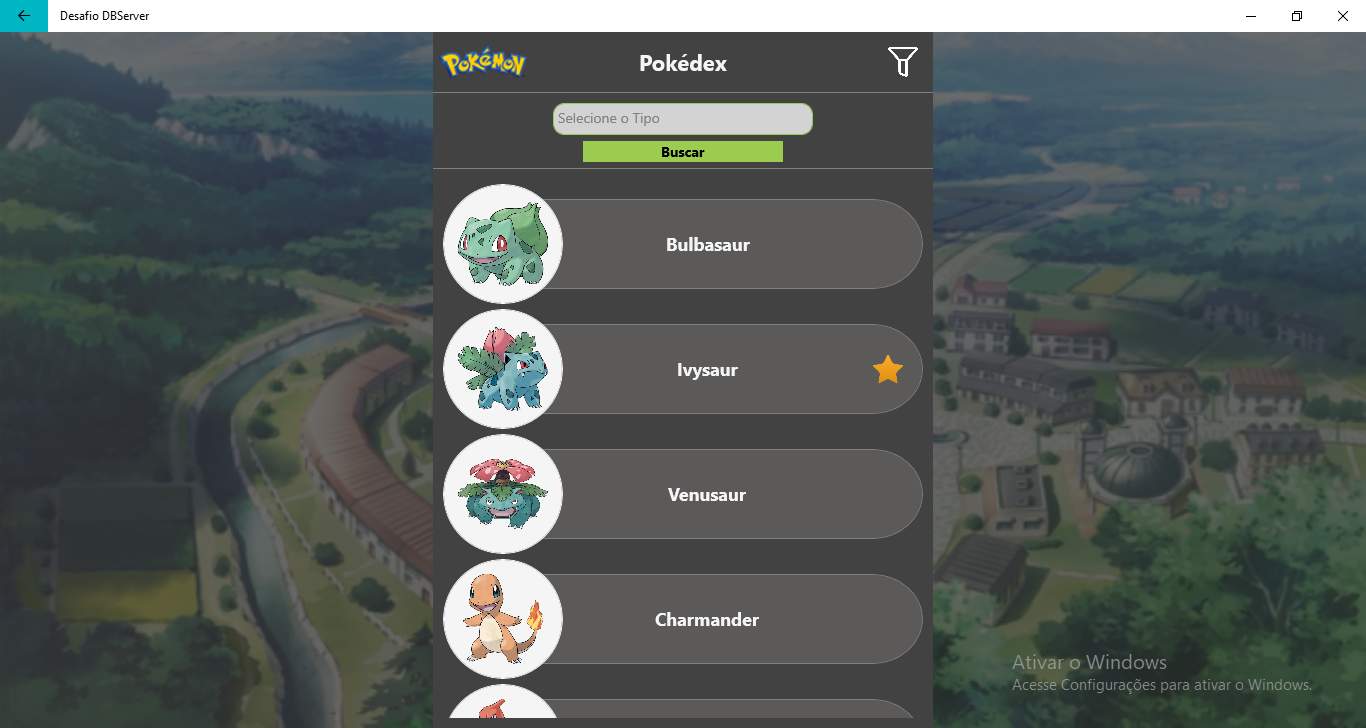 Desafio DBServer
POKéMON
Pokédex
Selecione o Tipo
Buscar
Bulbasaur
Ivysaur
Venusaur
Charmander
Ativar o Windows
Acesse Configurações para ativar o Windows.